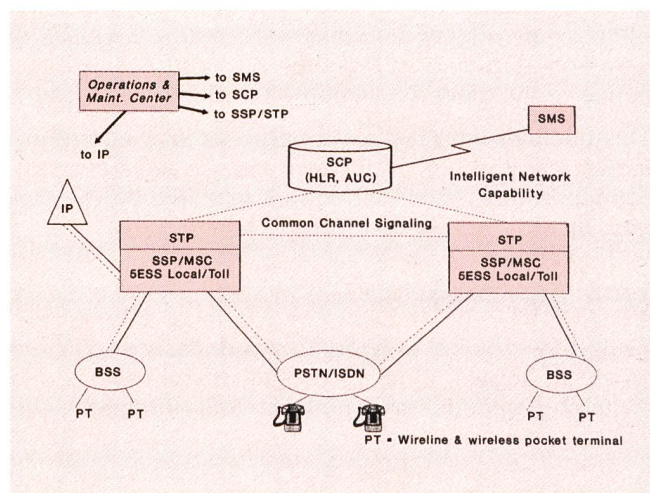 Operations &
Maint. Center
to SMS
to SCP
to SSP/STP
to IP
SMS
SCP
(HLR, AUC)
Intelligent Network
Capability
IP
Common Channel Signaling
STP
SSP/MSC
5ESS Local/Toll
STP
SSP/MSC
5ESS Local/Toll
BSS
PT PT
PSTN/ISDN
BSS
PT PT
PT = Wireline & wireless pocket terminal